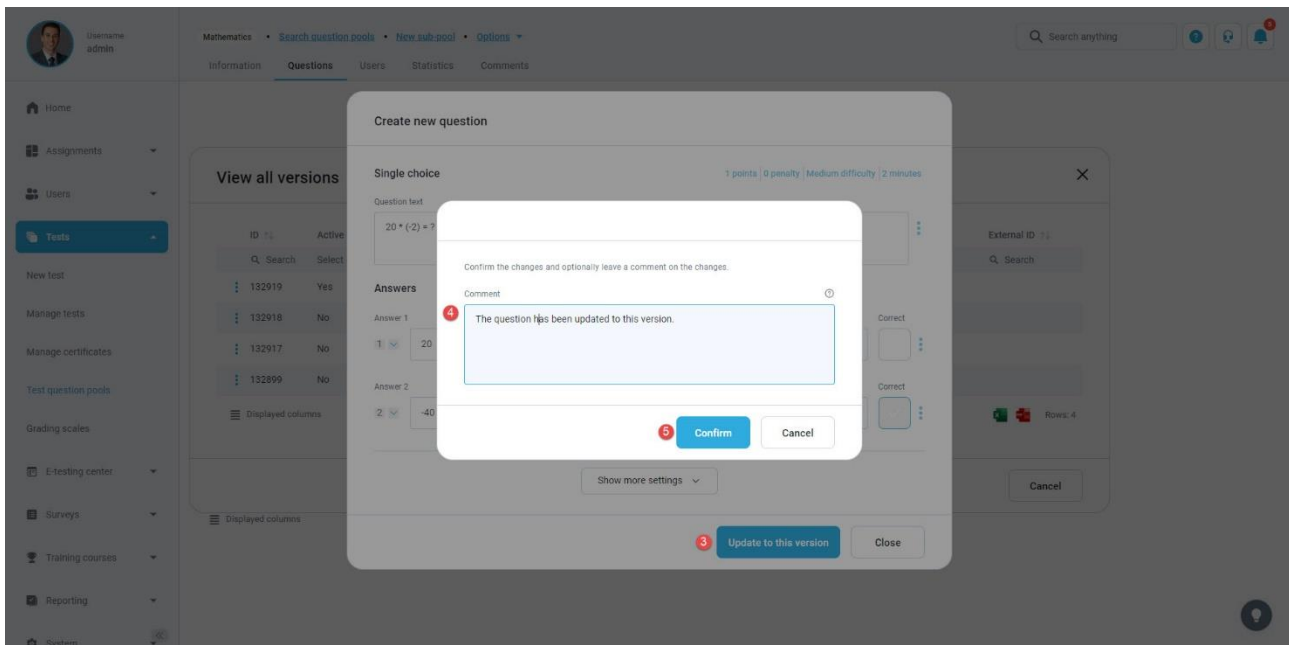 Username
admin
Mathematics • Search question pools • New sub-pool • Options
Search anything
Information Questions Users Statistics Comments
Home
Assignments
Users
Tests
New test
Manage tests
Manage certificates
Test question pools
Grading scales
E-testing center
Surveys
Training courses
Reporting
System
View all versions
ID Active External ID
Search Select Search
132919 Yes
132918 No
132917 No
132899 No
Displayed columns Rows: 4
Cancel
Displayed columns
Create new question
Single choice 1 points 0 penalty Medium difficulty 2 minutes
Question text
20 * (-2) = ?
Answers
Answer 1 Correct
1 20
Answer 2 Correct
2 -40
Show more settings
3 Update to this version Close
Confirm the changes and optionally leave a comment on the changes.
Comment
4 The question has been updated to this version.
5 Confirm Cancel